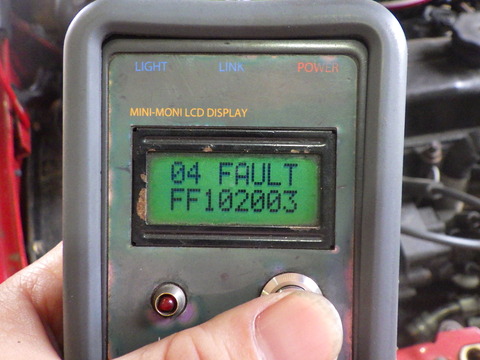 LIGHT LINK POWER
MINI-MONI LCD DISPLAY
04 FAULT
FF102003